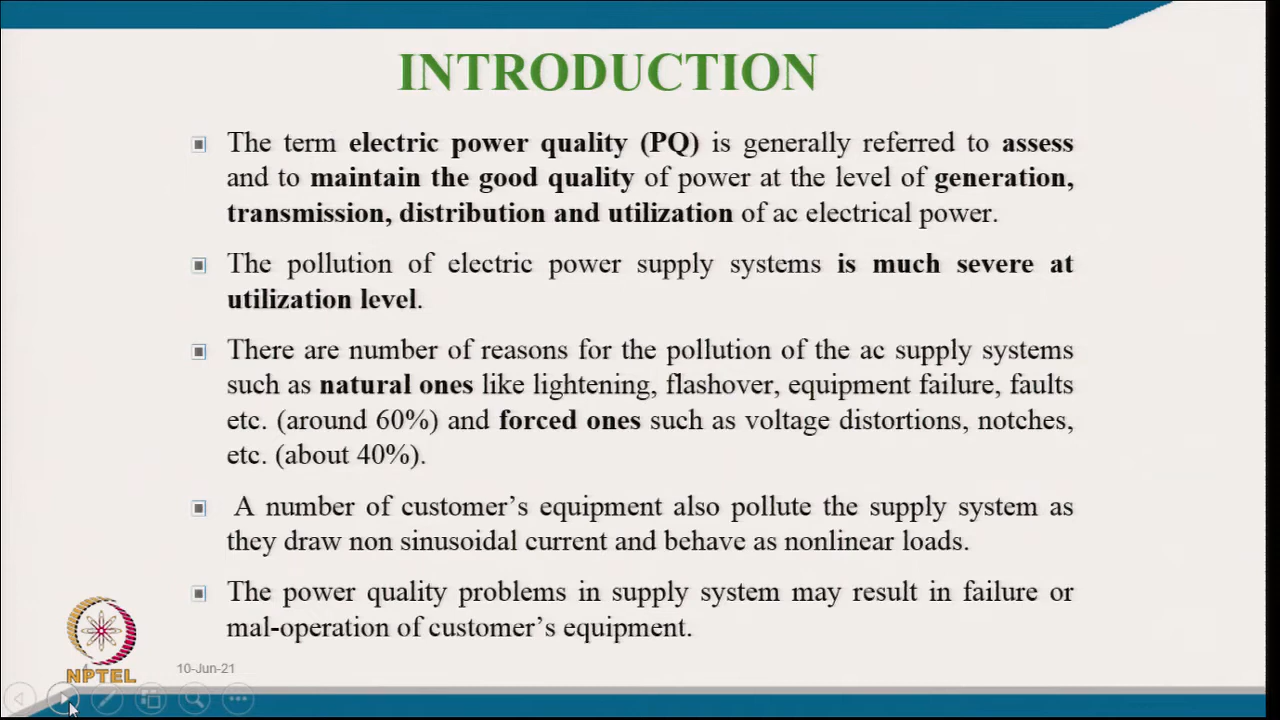 INTRODUCTION
The term electric power quality (PQ) is generally referred to assess
and to maintain the good quality of power at the level of generation,
transmission, distribution and utilization of ac electrical power.
The pollution of electric power supply systems is much severe at
utilization level.
There are number of reasons for the pollution of the ac supply systems
such as natural ones like lightening, flashover, equipment failure, faults
etc. (around 60%) and forced ones such as voltage distortions, notches,
etc. (about 40%).
A number of customer’s equipment also pollute the supply system as
they draw non sinusoidal current and behave as nonlinear loads.
The power quality problems in supply system may result in failure or
mal-operation of customer’s equipment.
NPTEL
10-Jun-21